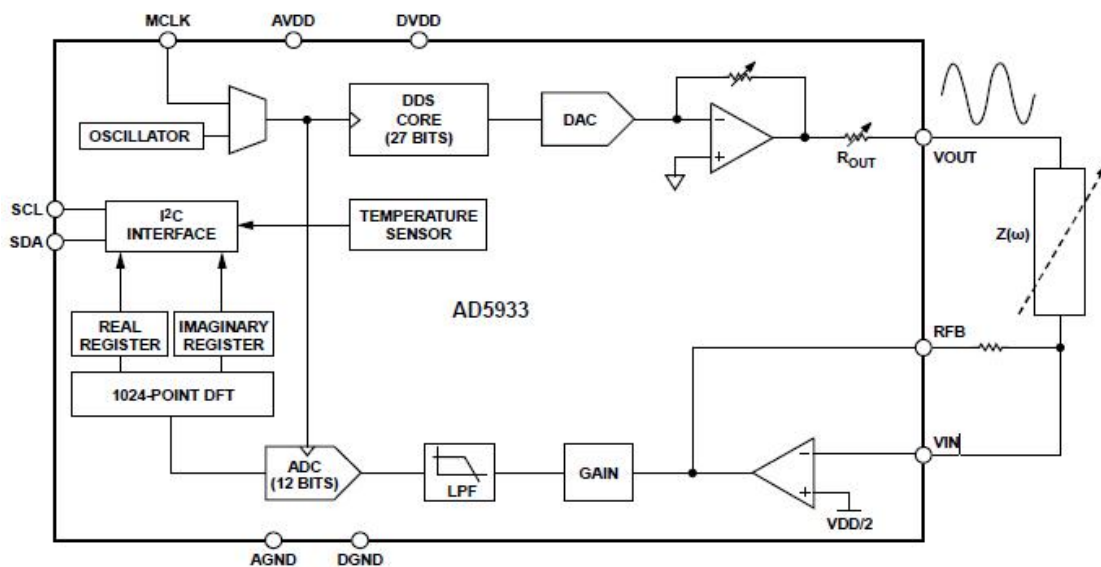 MCLK
AVDD
DVDD
OSCILLATOR
DDS
CORE
(27 BITS)
DAC
ROUT
VOUT
SCL
SDA
I2C
INTERFACE
TEMPERATURE
SENSOR
Z(ω)
AD5933
REAL
REGISTER
IMAGINARY
REGISTER
RFB
1024-POINT DFT
VIN
ADC
(12 BITS)
LPF
GAIN
VDD/2
AGND
DGND